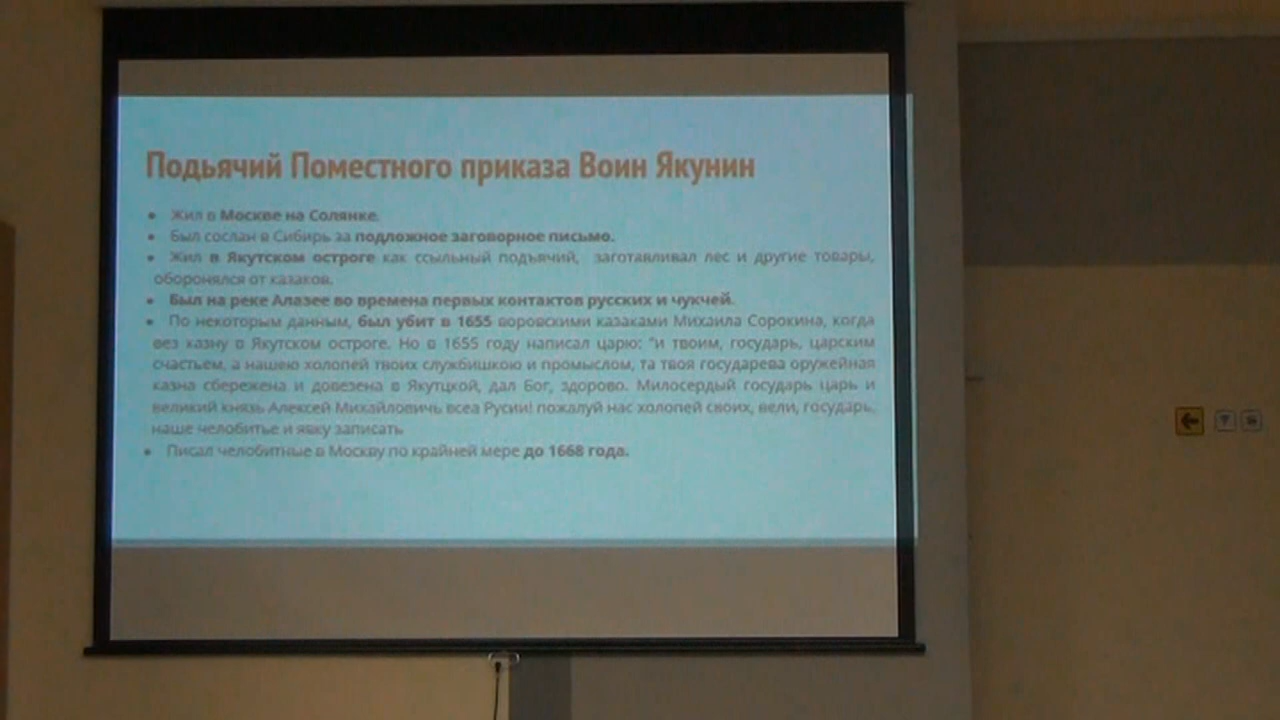 Подьячий Поместного приказа Воин Якунин
• Жил в Москве на Солянке.
• Был сослан в Сибирь за подложное заговорное письмо.
• Жил в Якутском остроге как ссыльный подъячий, заготавливал лес и другие товары,
оборонялся от казаков.
• Был на реке Алазее во времена первых контактов русских и чукчей.
• По некоторым данным, был убит в 1655 воровскими казаками Михаила Сорокина, когда
вез казну в Якутском остроге. Но в 1655 году написал царю: "и твоим, государь, царским
счастьем, а нашею холопей твоих службишкою и промыслом, та твоя государева оружейная
казна сбережена и довезена в Якутцкой, дал Бог, здорово. Милосердый государь царь и
великий князь Алексей Михайловичь всеа Русии! пожалуй нас холопей своих, вели, государь,
наше челобитье и явку записать
• Писал челобитные в Москву по крайней мере до 1668 года.